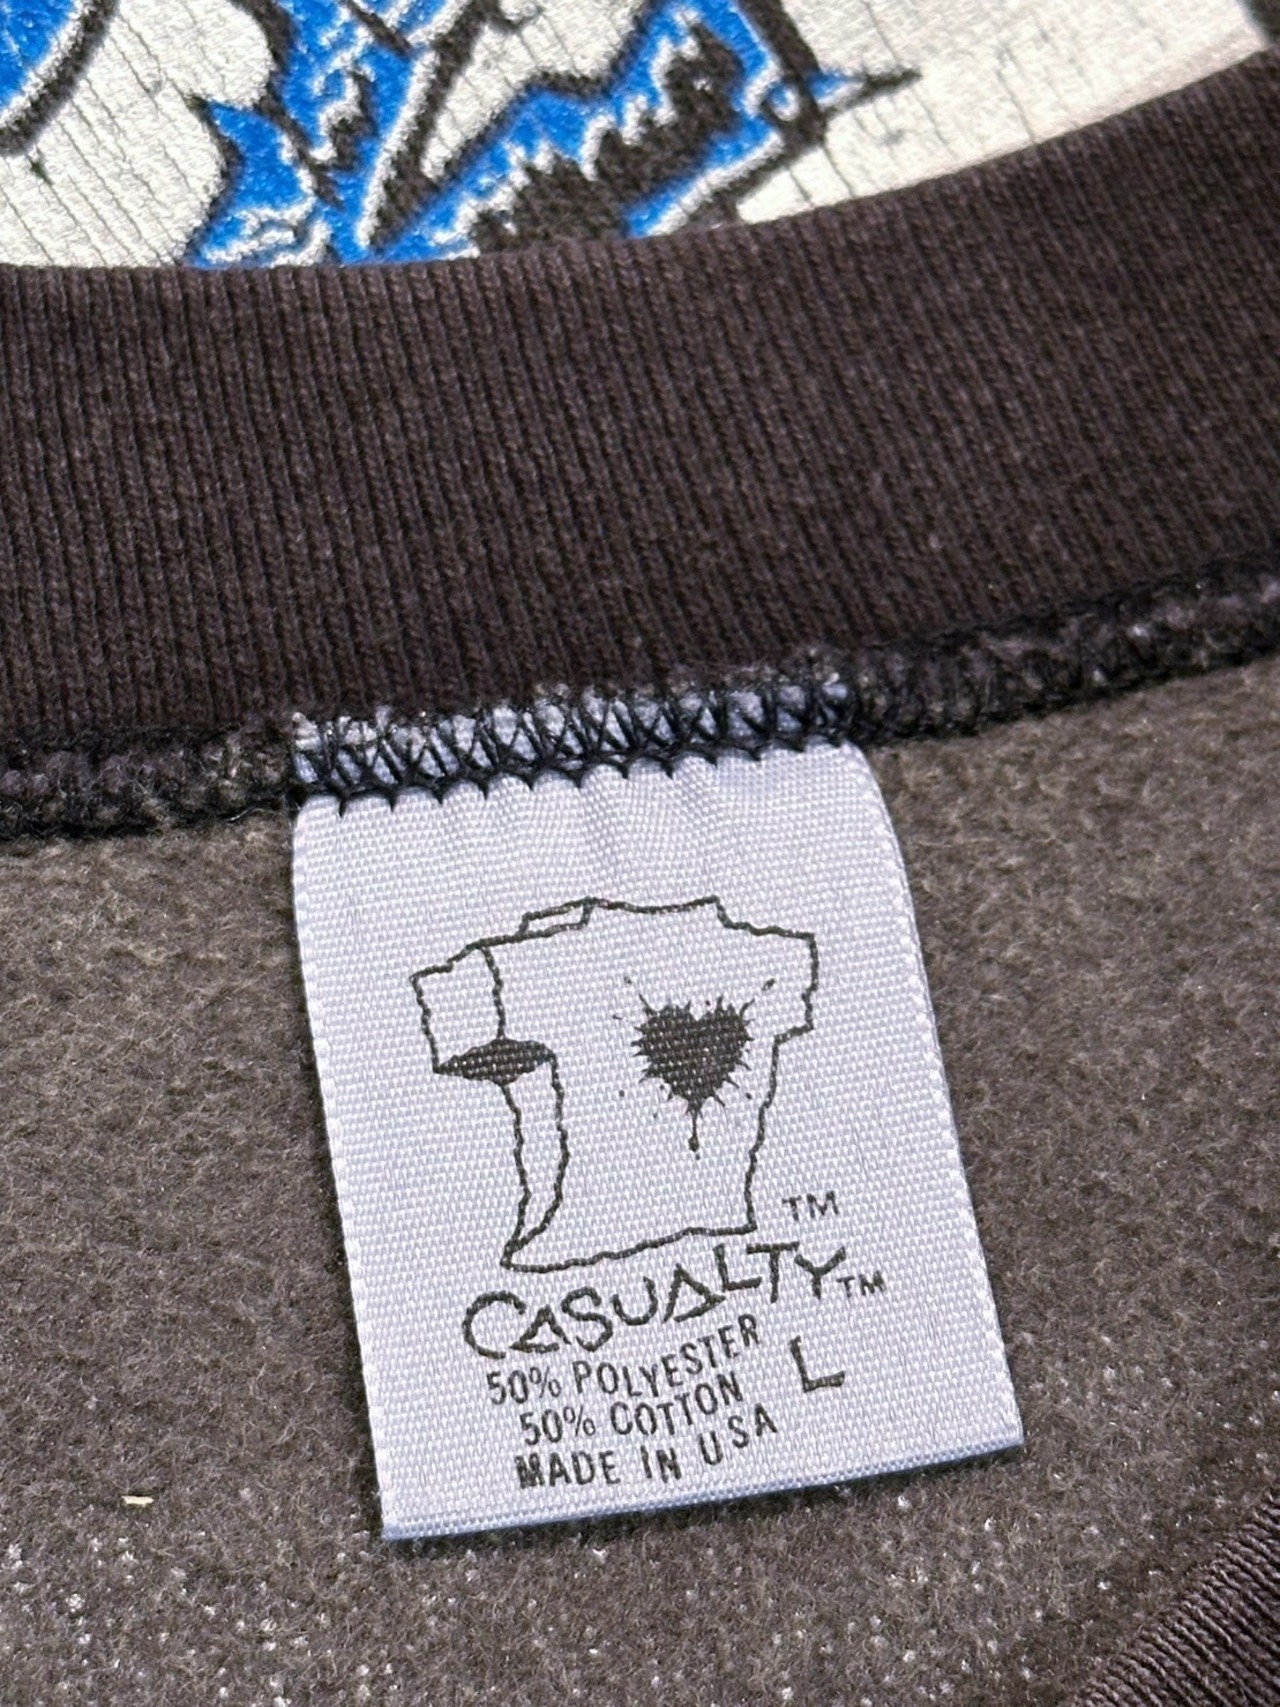 TM
CASUALTY TM
50% POLYESTER
50% COTTON L
MADE IN USA